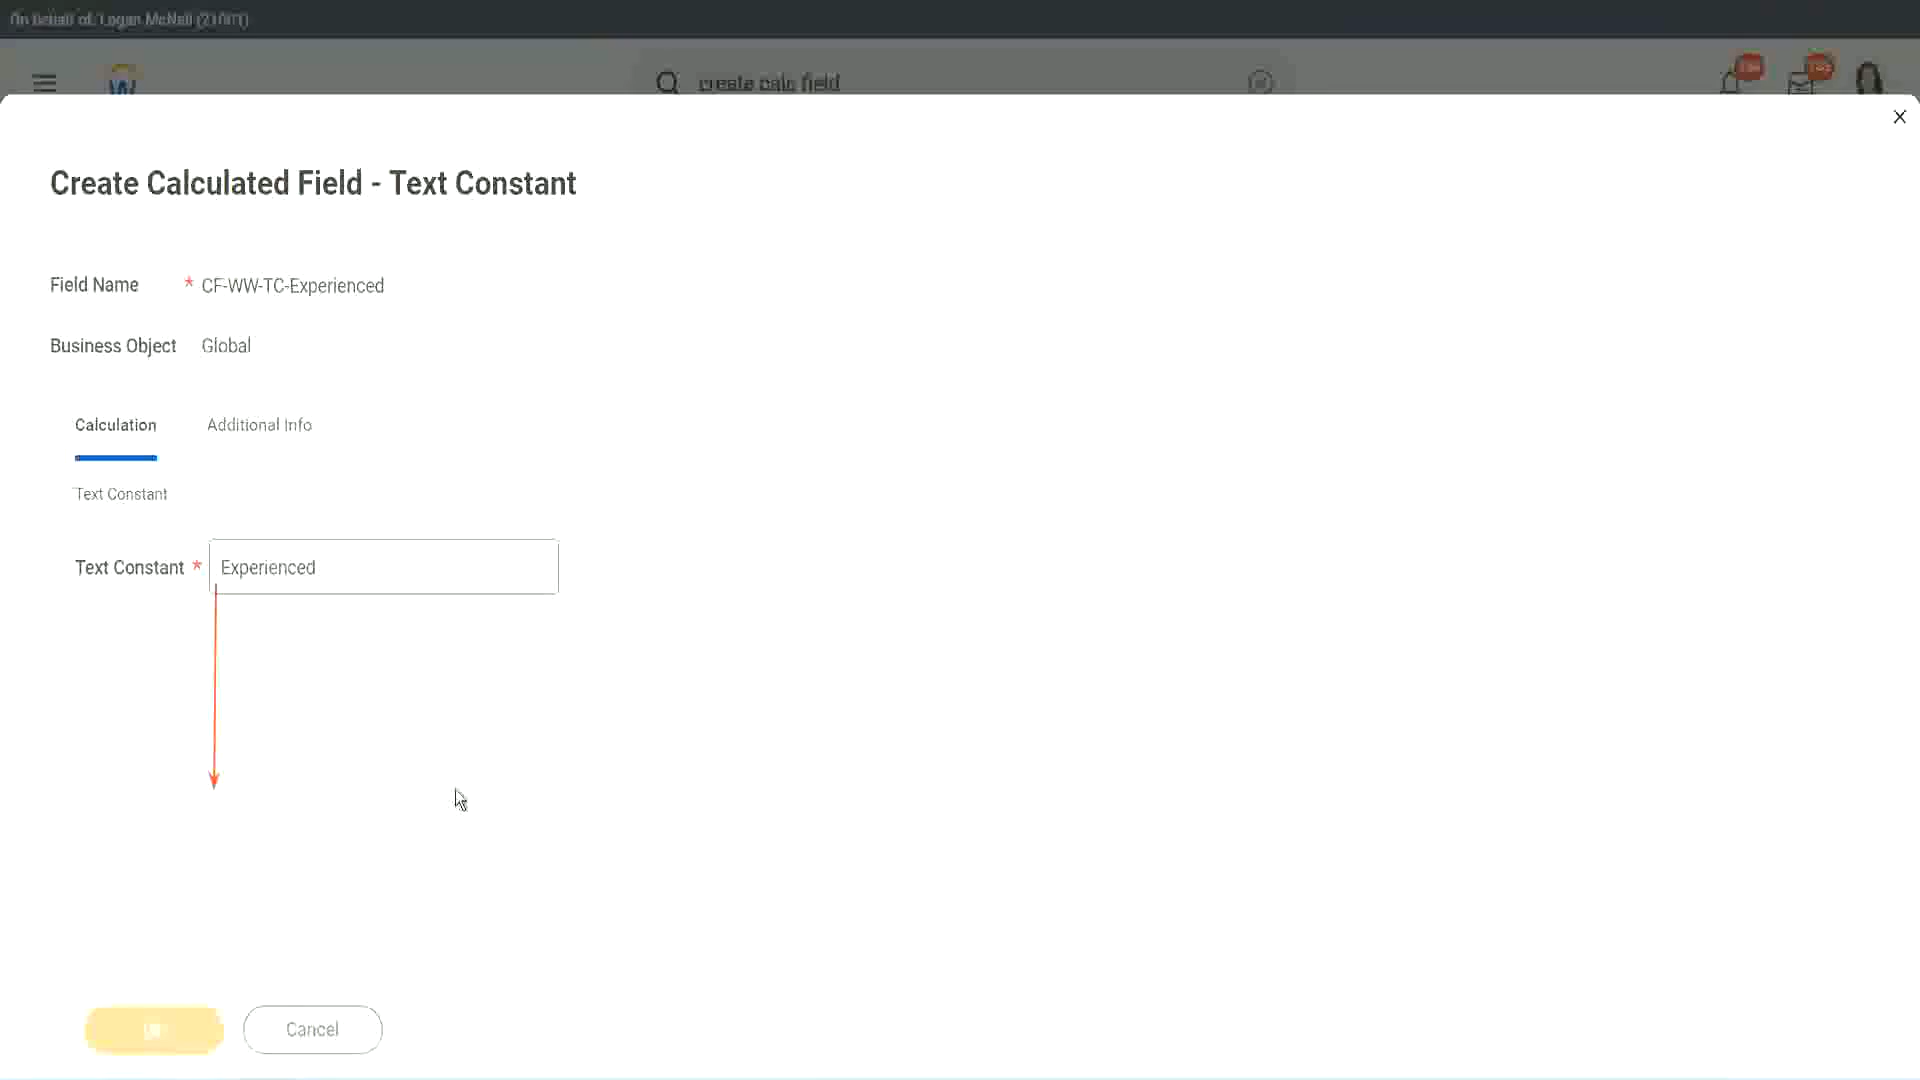 On behalf of: Logan McNeil (21001)
create calc field
Create Calculated Field - Text Constant
Field Name * CF-WW-TC-Experienced
Business Object Global
Calculation Additional Info
Text Constant
Text Constant * Experienced
Cancel